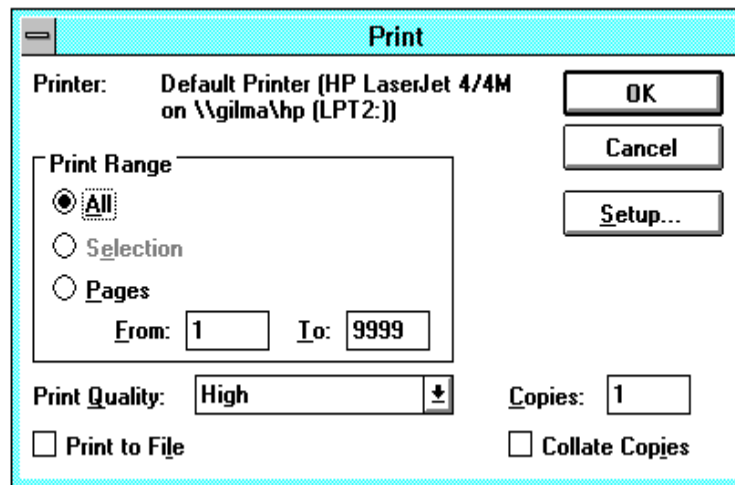 Print
Printer: Default Printer (HP LaserJet 4/4M
on \\gilma\hp (LPT2:))
OK
Cancel
Setup...
Print Range
All
Selection
Pages
From: 1 To: 9999
Print Quality: High
Copies: 1
Print to File
Collate Copies